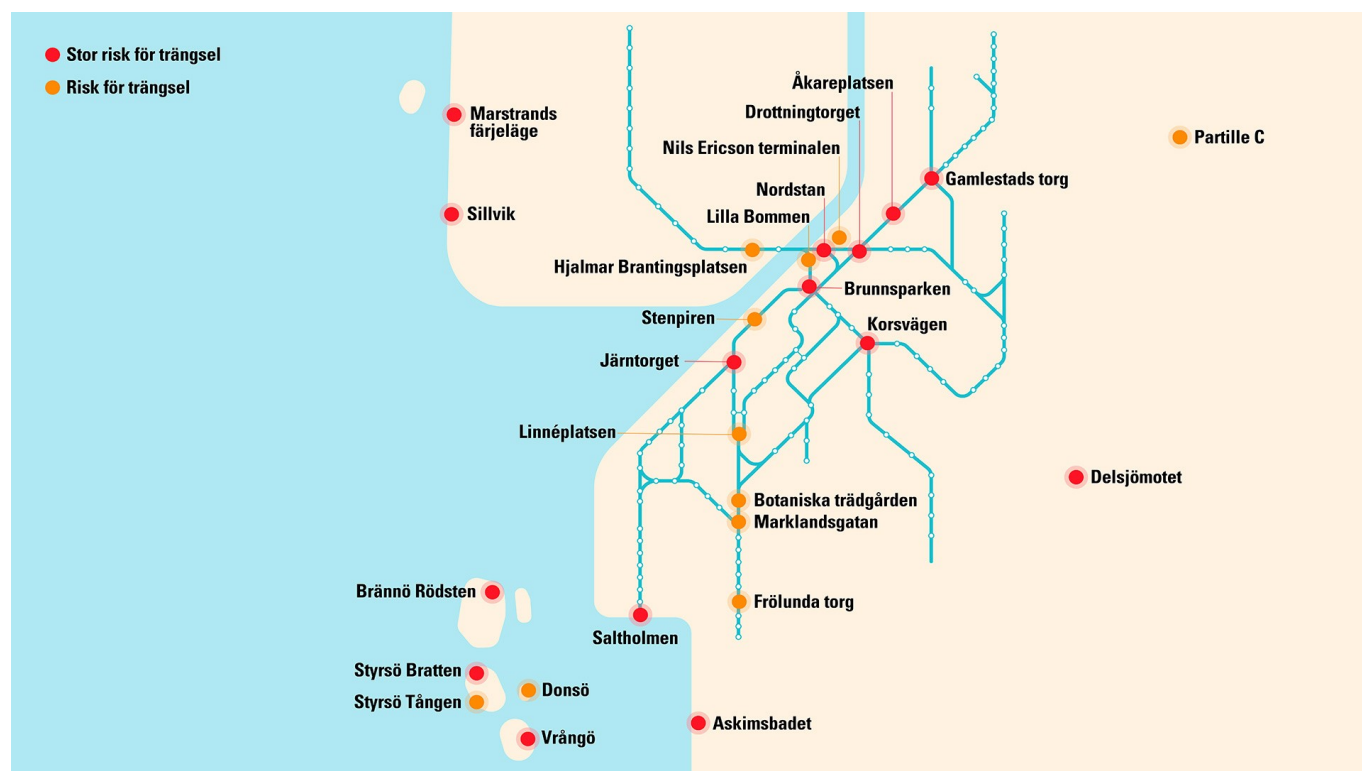 Stor risk för trängsel
Risk för trängsel
Marstrands
färjeläge
Sillvik
Åkareplatsen
Drottningtorget
Nils Ericson terminalen
Nordstan
Lilla Bommen
Hjalmar Brantingsplatsen
Partille C
Gamlestads torg
Brunnsparken
Stenpiren
Korsvägen
Järntorget
Linnéplatsen
Delsjömotet
Botaniska trädgården
Marklandsgatan
Brännö Rödsten
Frölunda torg
Saltholmen
Styrsö Bratten
Donsö
Styrsö Tången
Askimsbadet
Vrångö